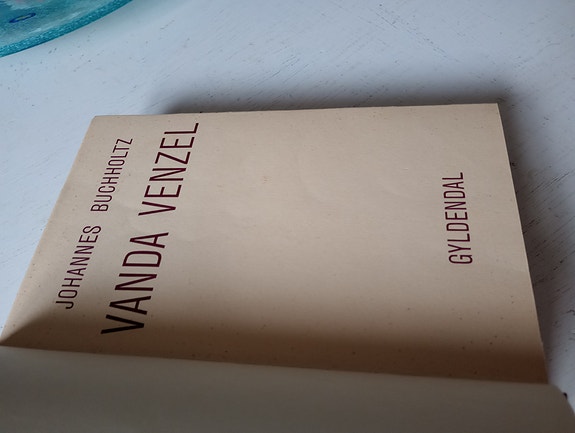 JOHANNES BUCHHOLTZ
VANDA VENZEL
GYLDENDAL